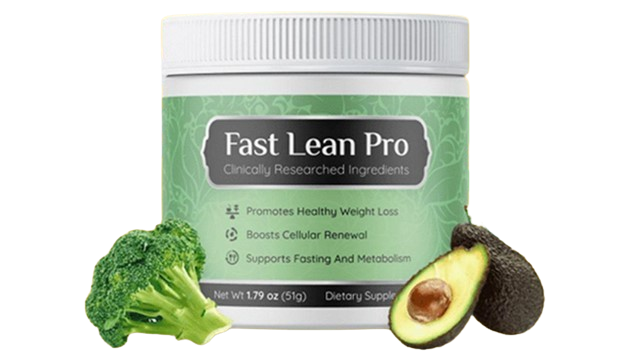 Fast Lean Pro
Clinically Researched Ingredients
Promotes Healthy Weight Loss
Boosts Cellular Renewal
Supports Fasting And Metabolism
Net Wt 1.79 oz (51g) Dietary